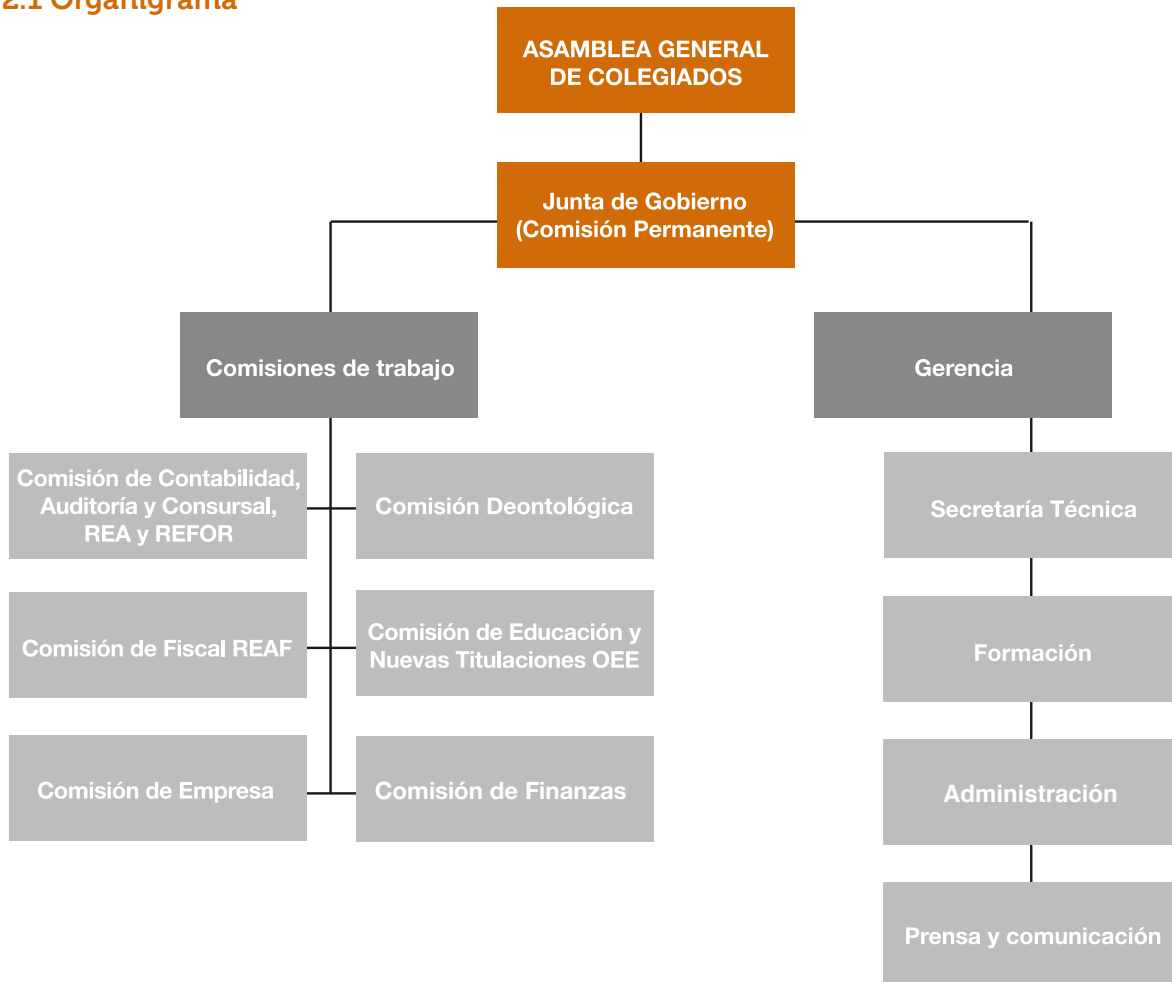 2.1 Organigrama
ASAMBLEA GENERAL
DE COLEGIADOS
Junta de Gobierno
(Comisión Permanente)
Comisiones de trabajo
Gerencia
Comisión de Contabilidad,
Auditoría y Consursal,
REA y REFOR
Comisión Deontológica
Secretaría Técnica
Comisión de Fiscal REAF
Comisión de Educación y
Nuevas Titulaciones OEE
Formación
Comisión de Empresa
Comisión de Finanzas
Administración
Prensa y comunicación